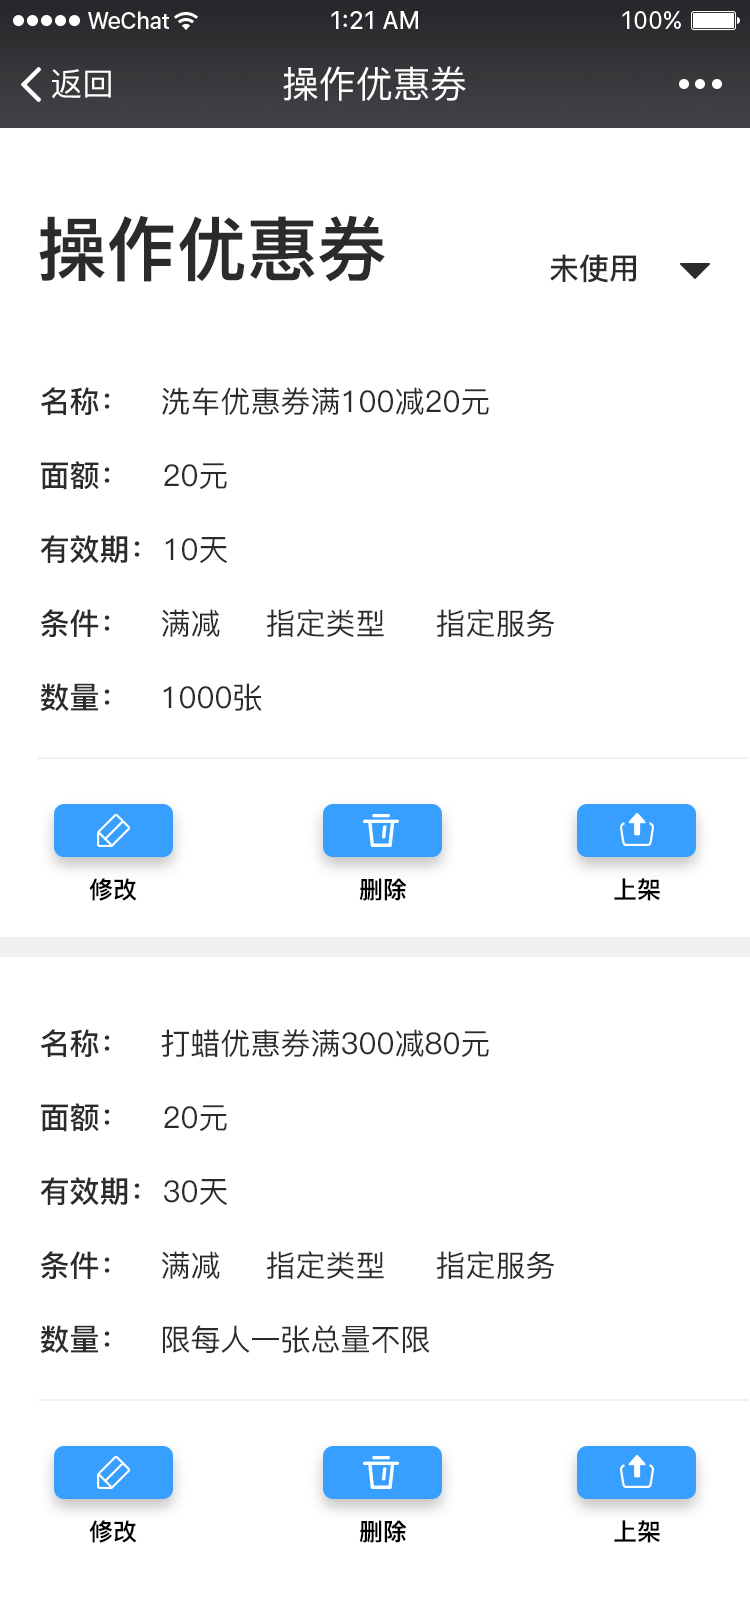 WeChat 1:21 AM 100%
返回 操作优惠券
操作优惠券
未使用
名称： 洗车优惠券满100减20元
面额： 20元
有效期： 10天
条件： 满减 指定类型 指定服务
数量： 1000张
修改 删除 上架
名称： 打蜡优惠券满300减80元
面额： 20元
有效期： 30天
条件： 满减 指定类型 指定服务
数量： 限每人一张总量不限
修改 删除 上架